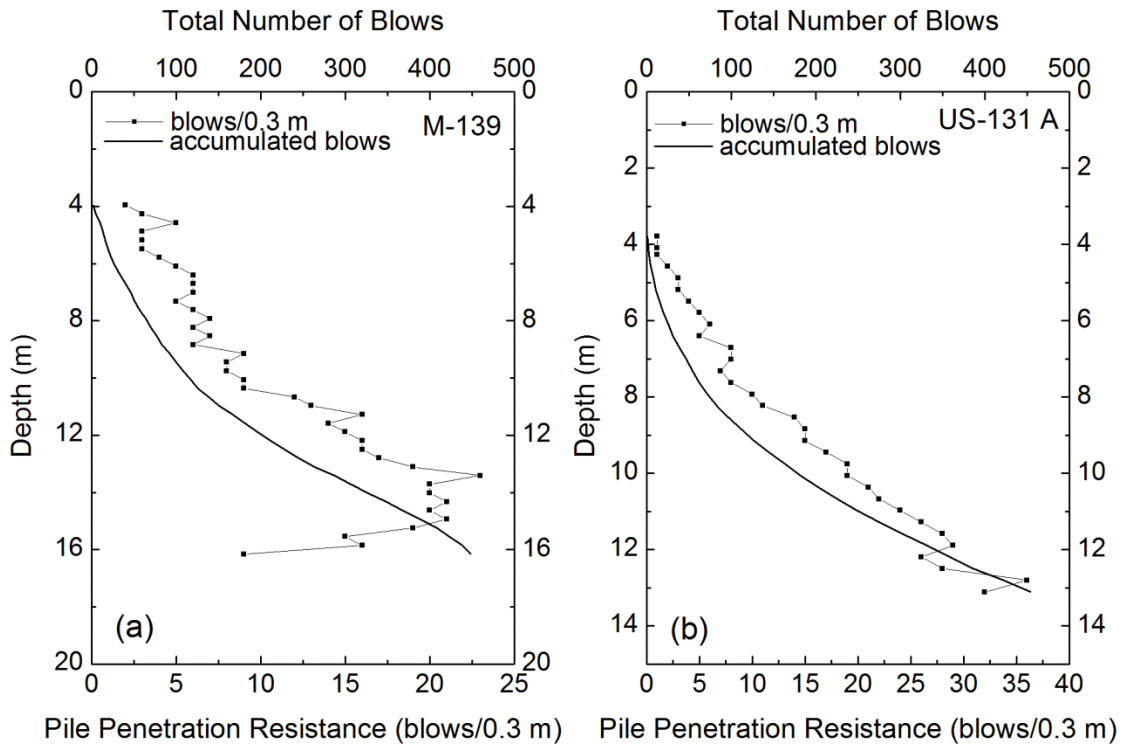 Total Number of Blows
0 100 200 300 400 500
0 0
blows/0.3 m M-139
accumulated blows
4 4
8 8
Depth (m)
12 12
16 16
(a)
20 20
0 5 10 15 20 25
Pile Penetration Resistance (blows/0.3 m)
Total Number of Blows
0 100 200 300 400 500
0 0
blows/0.3 m US-131 A
accumulated blows
2 2
4 4
6 6
Depth (m)
8 8
10 10
12 12
14 14
(b)
0 5 10 15 20 25 30 35 40
Pile Penetration Resistance (blows/0.3 m)